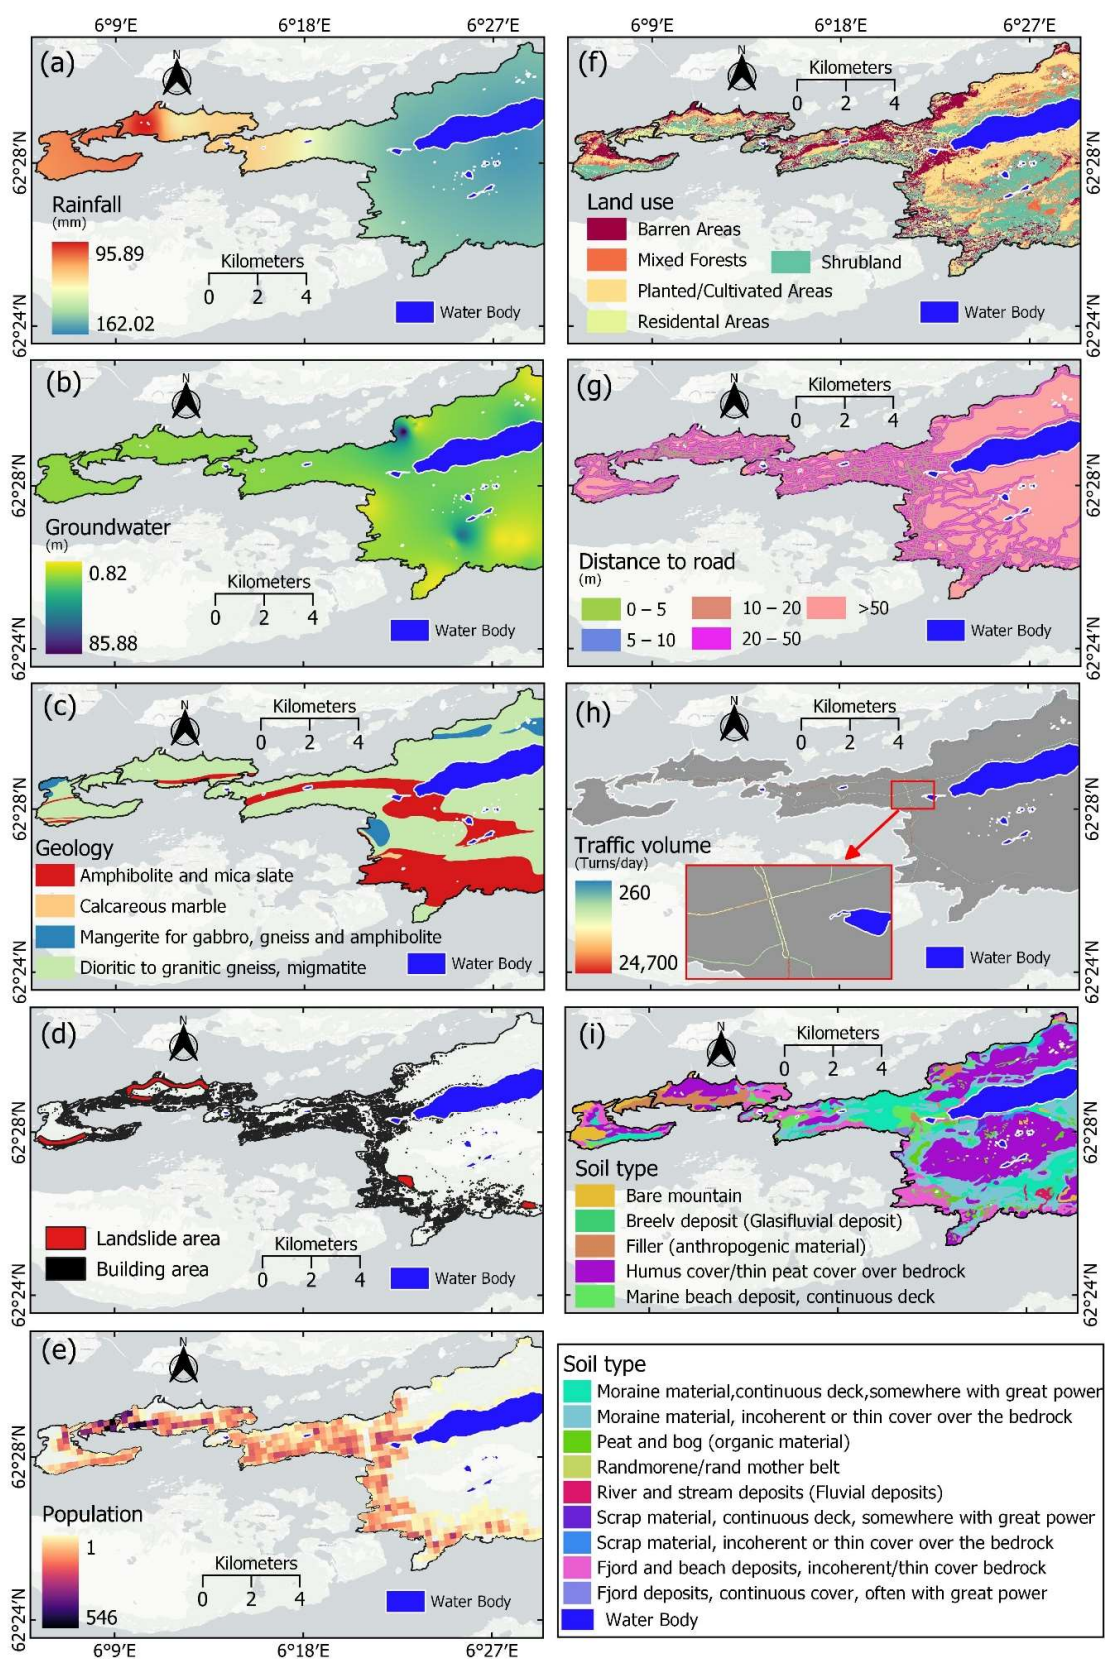 6°9′E 6°18′E 6°27′E 6°9′E 6°18′E 6°27′E
(a)
N
62°28′N
Rainfall
(mm)
95.89
162.02
Kilometers
0 2 4
Water Body
62°24′N
(f)
N
Kilometers
0 2 4
62°28′N
Land use
Barren Areas
Mixed Forests
Shrubland
Planted/Cultivated Areas
Residental Areas
Water Body
62°24′N
(b)
N
62°28′N
Groundwater
(m)
0.82
85.88
Kilometers
0 2 4
Water Body
62°24′N
(g)
N
Kilometers
0 2 4
62°28′N
Distance to road
(m)
0 – 5 10 – 20 >50
5 – 10 20 – 50
Water Body
62°24′N
(c)
N
Kilometers
0 2 4
62°28′N
Geology
Amphibolite and mica slate
Calcareous marble
Mangerite for gabbro, gneiss and amphibolite
Dioritic to granitic gneiss, migmatite
Water Body
62°24′N
(h)
N
Kilometers
0 2 4
62°28′N
Traffic volume
(Turns/day)
260
24,700
Water Body
62°24′N
(d)
N
62°28′N
Landslide area
Building area
Kilometers
0 2 4
Water Body
62°24′N
(i)
N
Kilometers
0 2 4
62°28′N
Soil type
Bare mountain
Breelv deposit (Glasifluvial deposit)
Filler (anthropogenic material)
Humus cover/thin peat cover over bedrock
Marine beach deposit, continuous deck
62°24′N
(e)
N
62°28′N
Population
1
546
Kilometers
0 2 4
Water Body
62°24′N
6°9′E 6°18′E 6°27′E
Soil type
Moraine material,continuous deck,somewhere with great power
Moraine material, incoherent or thin cover over the bedrock
Peat and bog (organic material)
Randmorene/rand mother belt
River and stream deposits (Fluvial deposits)
Scrap material, continuous deck, somewhere with great power
Scrap material, incoherent or thin cover over the bedrock
Fjord and beach deposits, incoherent/thin cover bedrock
Fjord deposits, continuous cover, often with great power
Water Body